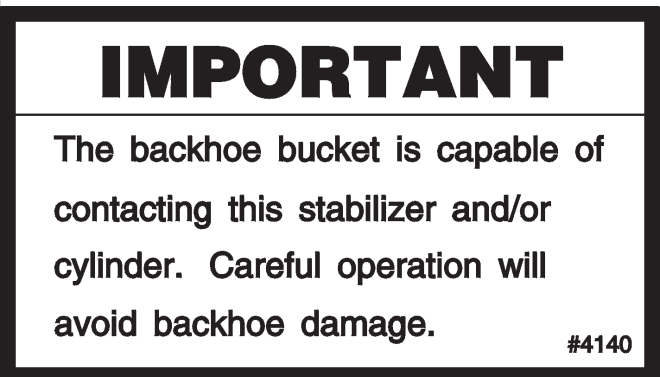 IMPORTANT
The backhoe bucket is capable of
contacting this stabilizer and/or
cylinder. Careful operation will
avoid backhoe damage.
#4140